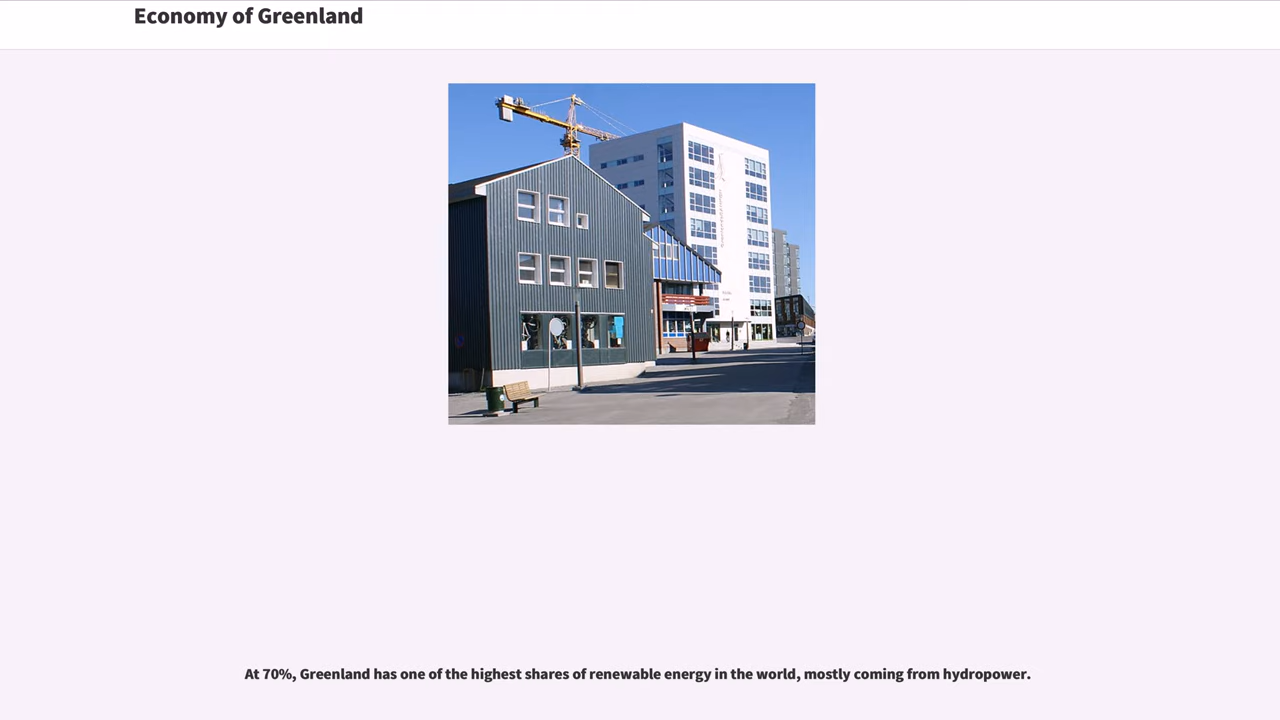 Economy of Greenland
At 70%, Greenland has one of the highest shares of renewable energy in the world, mostly coming from hydropower.